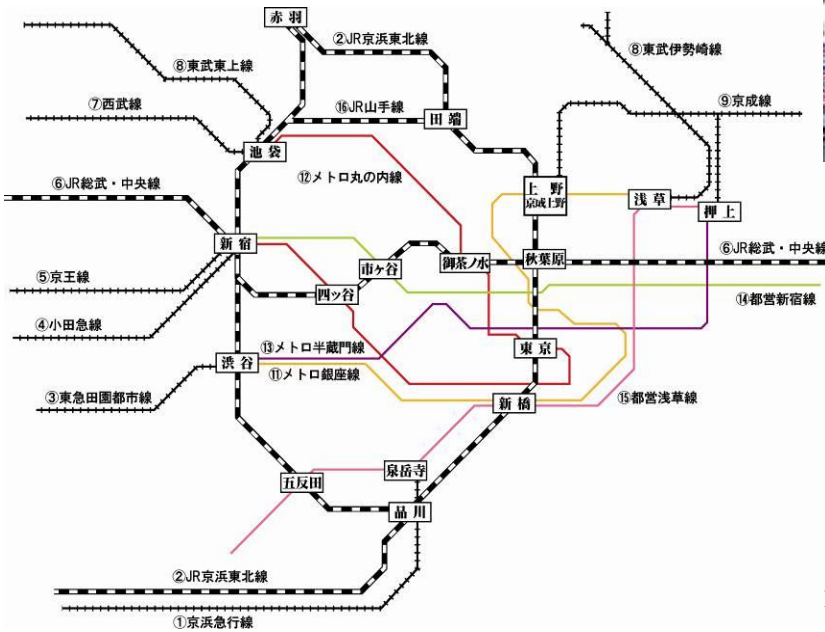 赤羽
②JR京浜東北線
⑧東武伊勢崎線
⑧東武東上線
⑦西武線
⑯JR山手線
田端
⑨京成線
池袋
⑫メトロ丸の内線
⑥JR総武・中央線
上野
京成上野
浅草
押上
新宿
市ヶ谷
御茶ノ水
秋葉原
⑥JR総武・中央線
⑤京王線
四ッ谷
⑭都営新宿線
④小田急線
⑬メトロ半蔵門線
東京
渋谷
⑪メトロ銀座線
③東急田園都市線
新橋
⑮都営浅草線
泉岳寺
五反田
品川
②JR京浜東北線
①京浜急行線